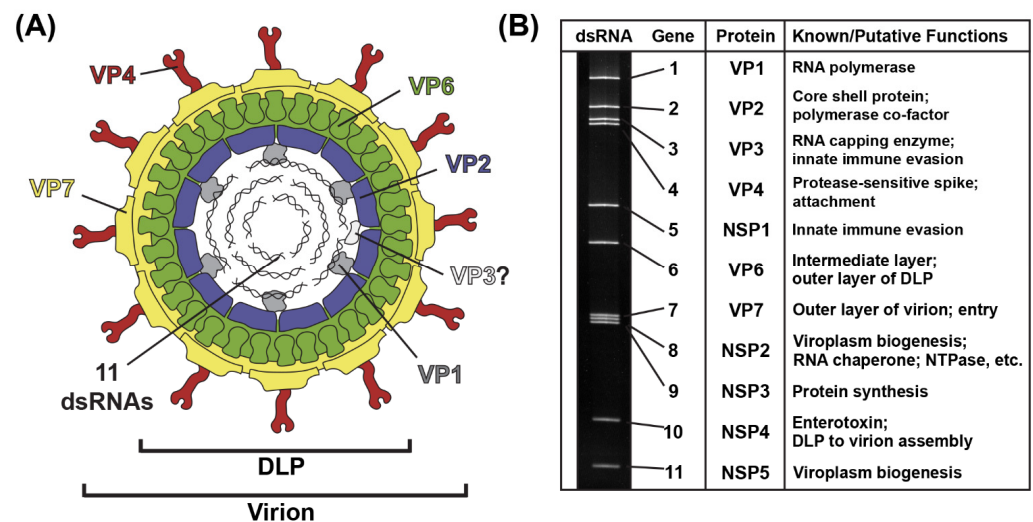 (A)
VP4
VP6
VP2
VP7
VP3?
VP1
11
dsRNAs
DLP
Virion
(B)
dsRNA Gene Protein Known/Putative Functions
1 VP1 RNA polymerase
2 VP2 Core shell protein;
polymerase co-factor
3 VP3 RNA capping enzyme;
innate immune evasion
4 VP4 Protease-sensitive spike;
attachment
5 NSP1 Innate immune evasion
6 VP6 Intermediate layer;
outer layer of DLP
7 VP7 Outer layer of virion; entry
8 NSP2 Viroplasm biogenesis;
RNA chaperone; NTPase, etc.
9 NSP3 Protein synthesis
10 NSP4 Enterotoxin;
DLP to virion assembly
11 NSP5 Viroplasm biogenesis